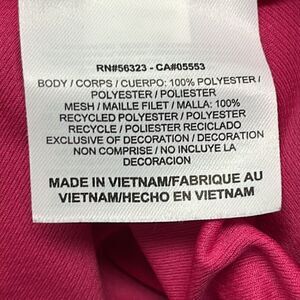 RN#56323 - CA#05553
BODY / CORPS / CUERPO: 100% POLYESTER /
POLYESTER / POLIESTER
MESH / MAILLE FILET / MALLA: 100%
RECYCLED POLYESTER / POLYESTER
RECYCLE / POLIESTER RECICLADO
EXCLUSIVE OF DECORATION / DECORATION
NON COMPRISE / NO INCLUYE LA
DECORACION
MADE IN VIETNAM/FABRIQUE AU
VIETNAM/HECHO EN VIETNAM